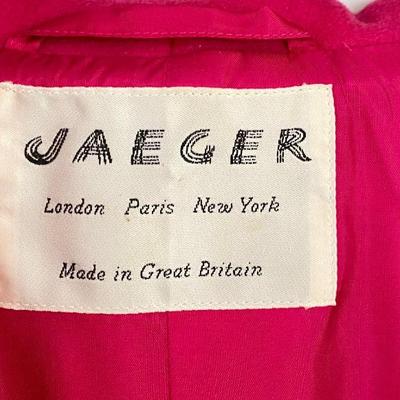 JAEGER
London Paris New York
Made in Great Britain